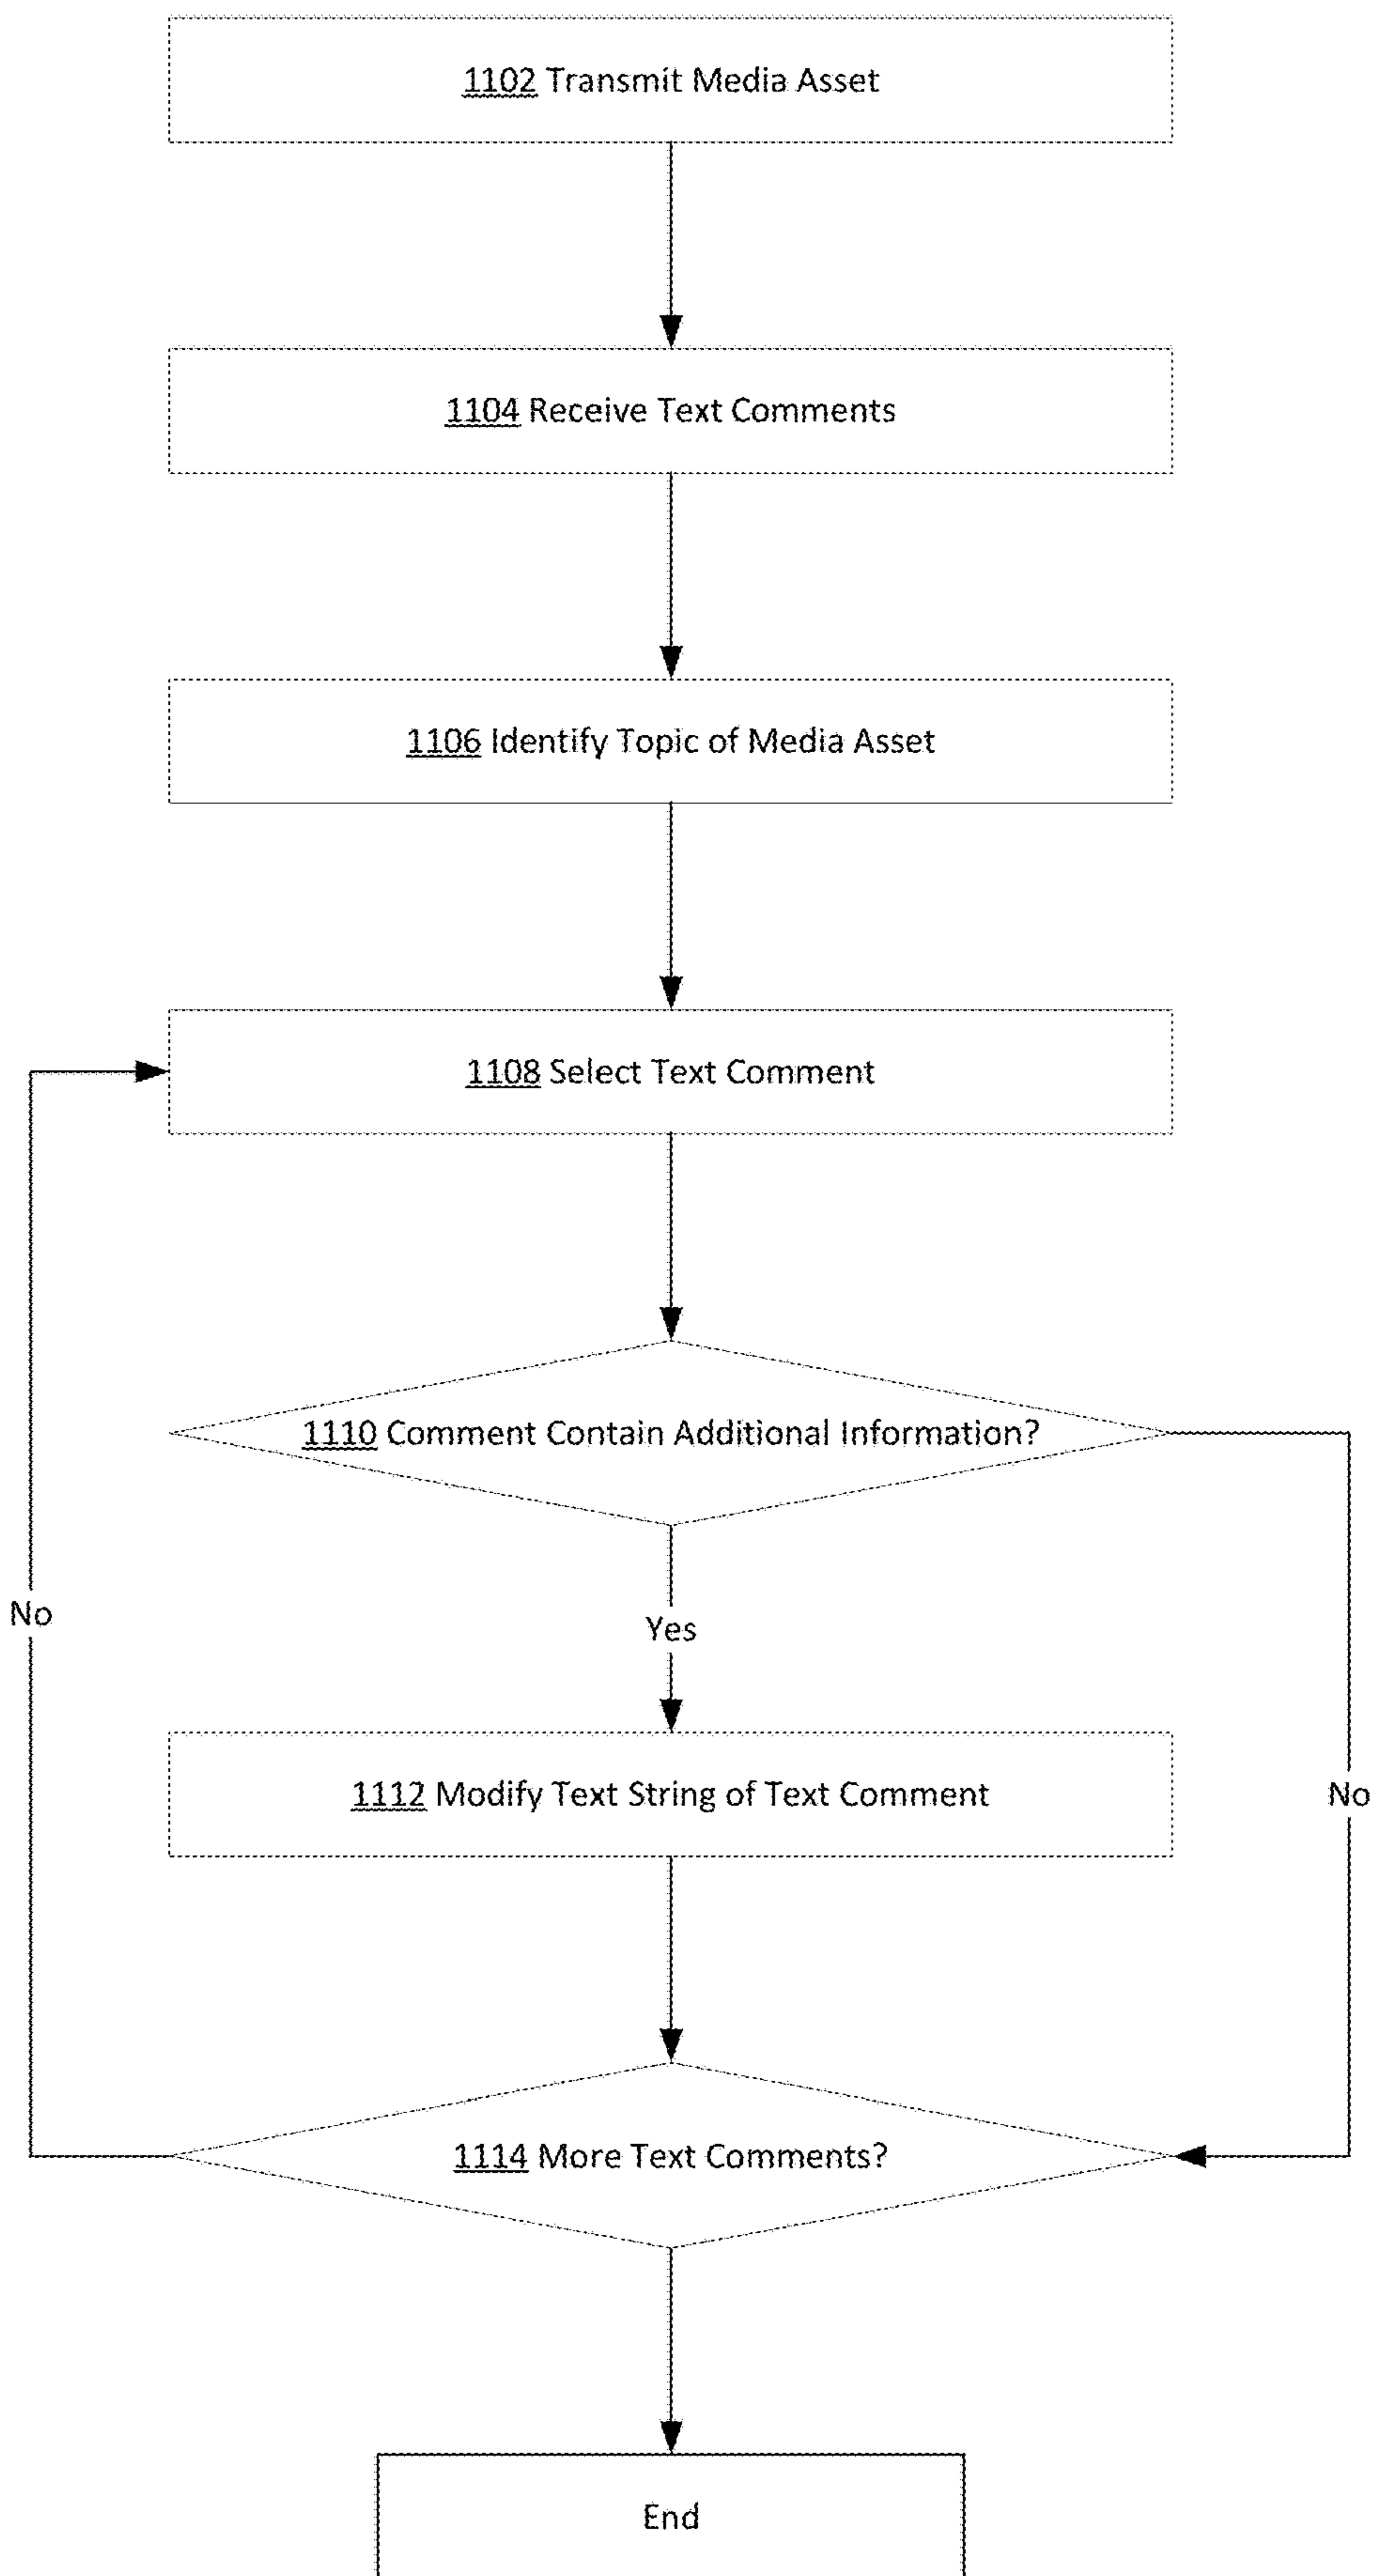 1102 Transmit Media Asset
1104 Receive Text Comments
1106 Identify Topic of Media Asset
1108 Select Text Comment
1110 Comment Contain Additional Information?
No
Yes
1112 Modify Text String of Text Comment
No
1114 More Text Comments?
End